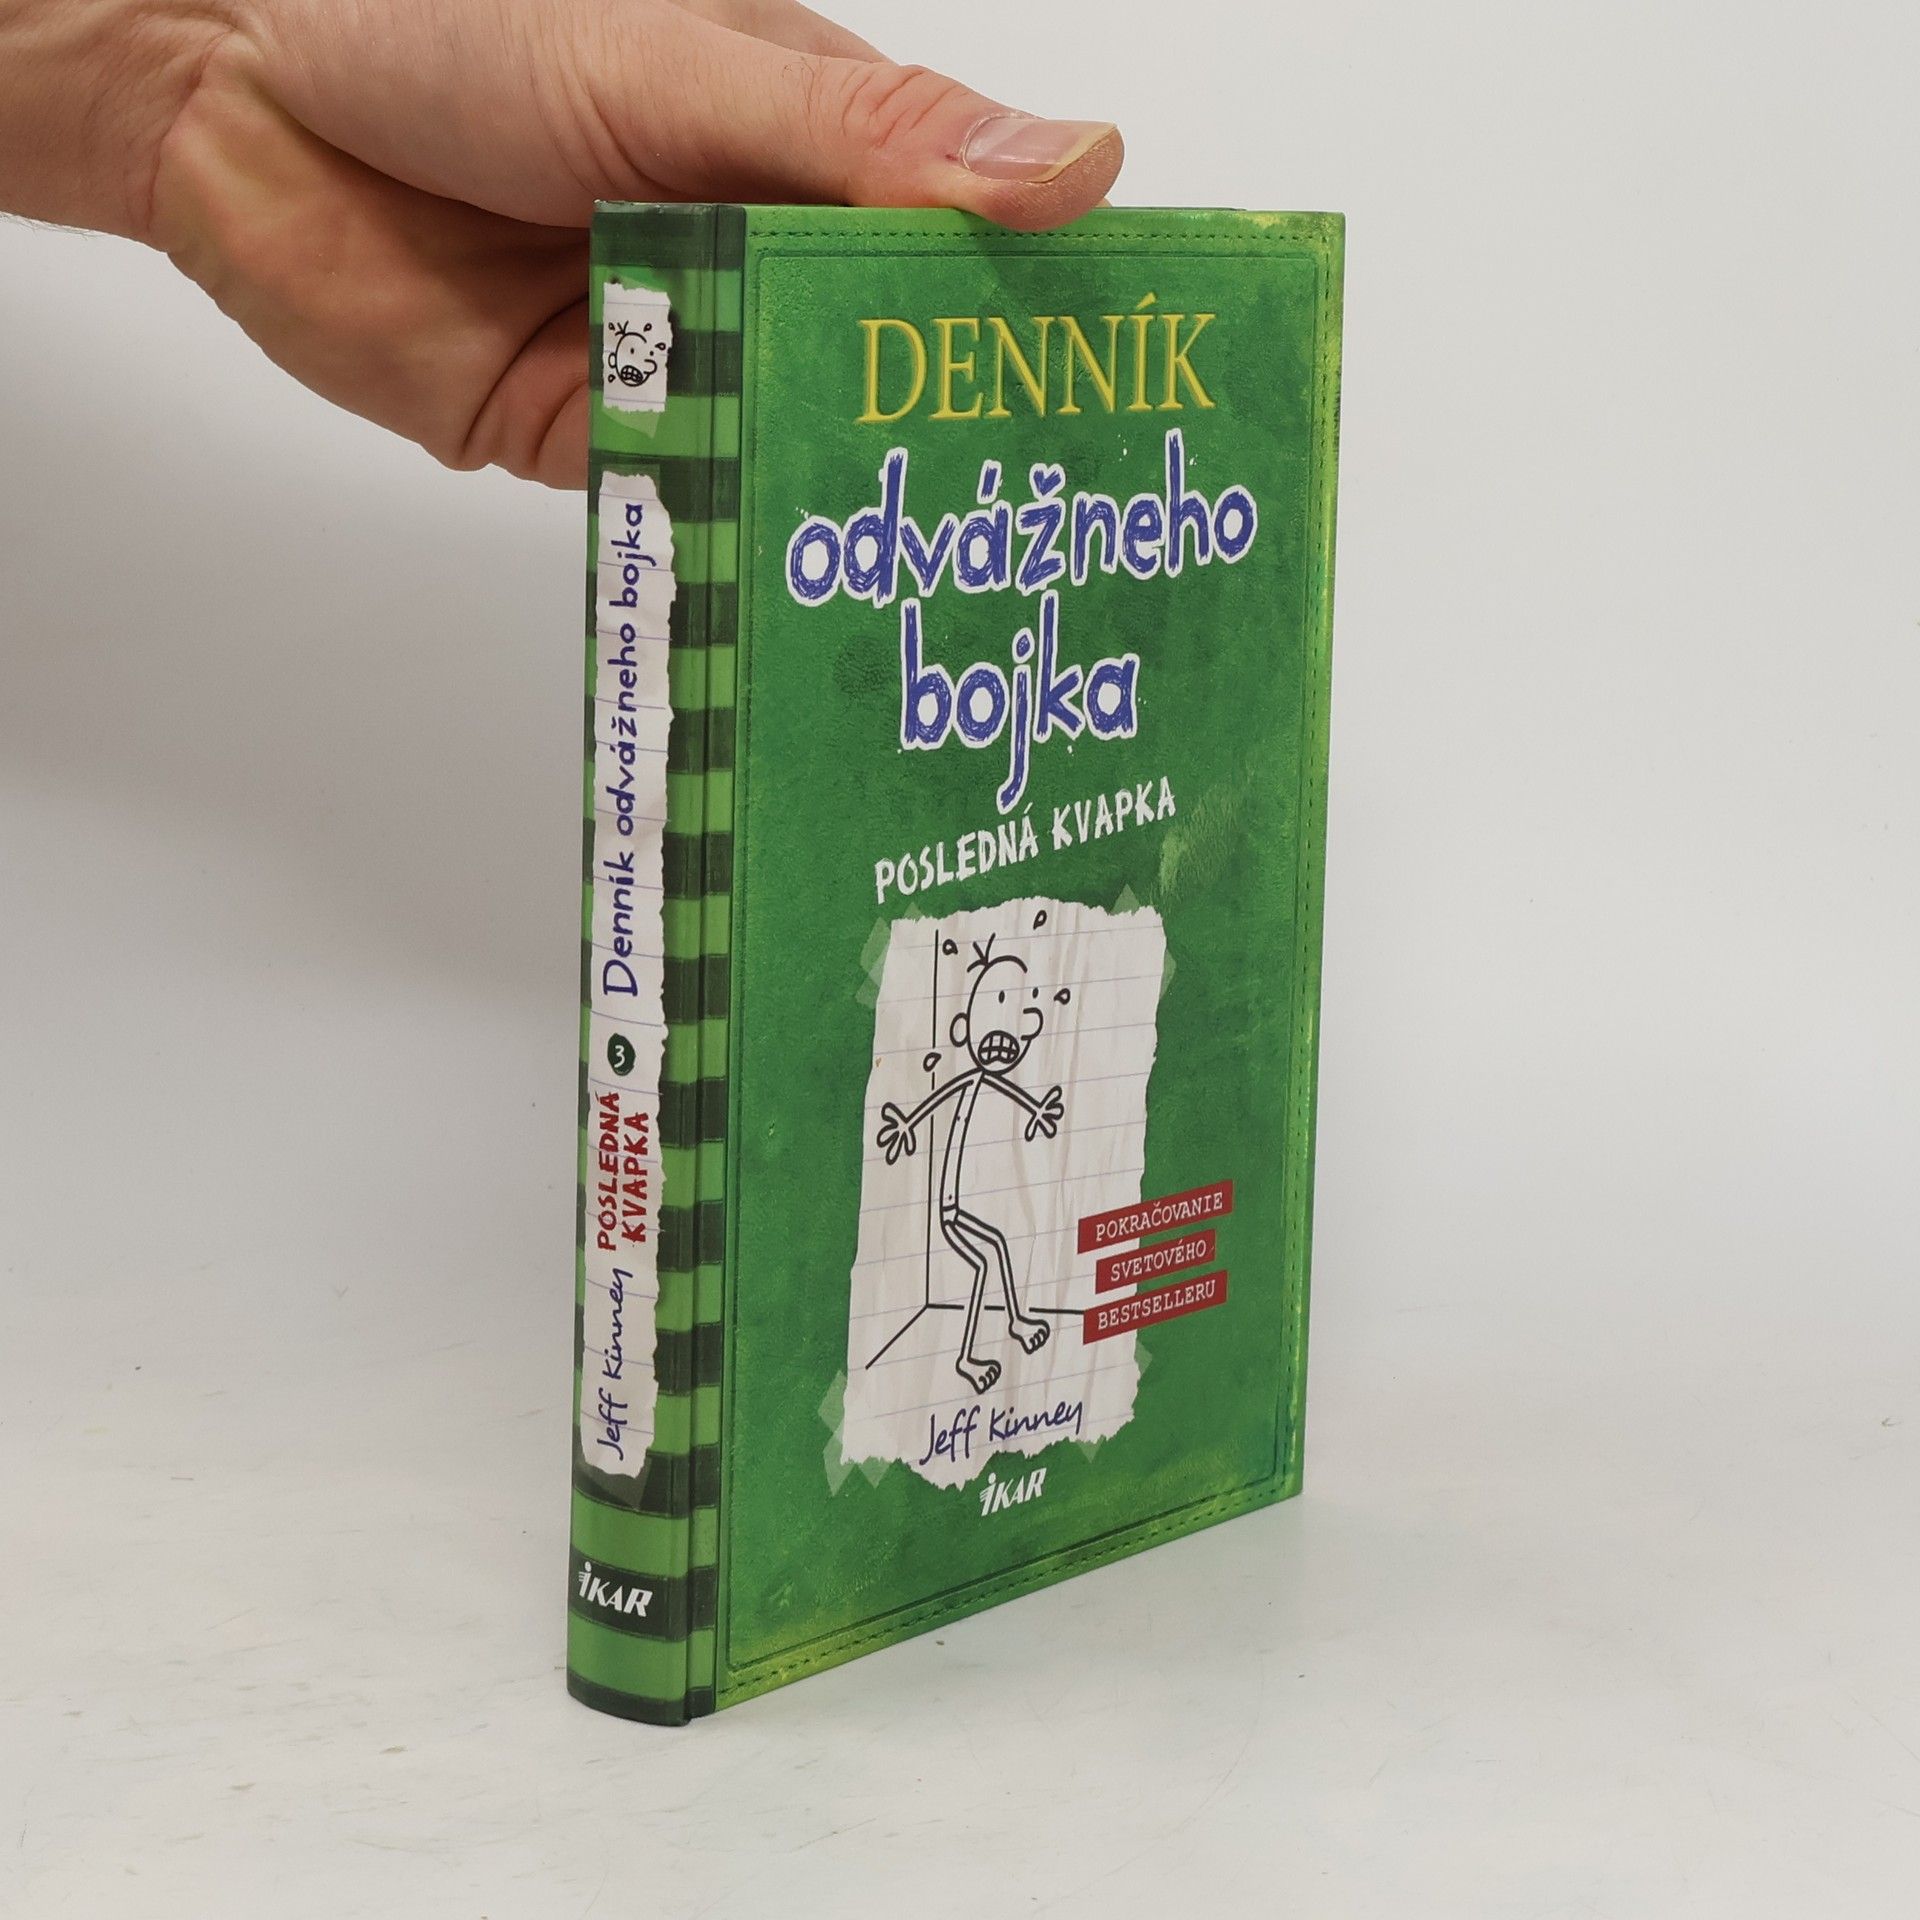 DENNÍK
odvážneho
bojka
POSLEDNÁ KVAPKA
POKRAČOVANIE
SVETOVÉHO
BESTSELLERU
Jeff Kinney
iKAR
Jeff Kinney POSLEDNÁ KVAPKA 3 Denník odvážneho bojka
iKAR